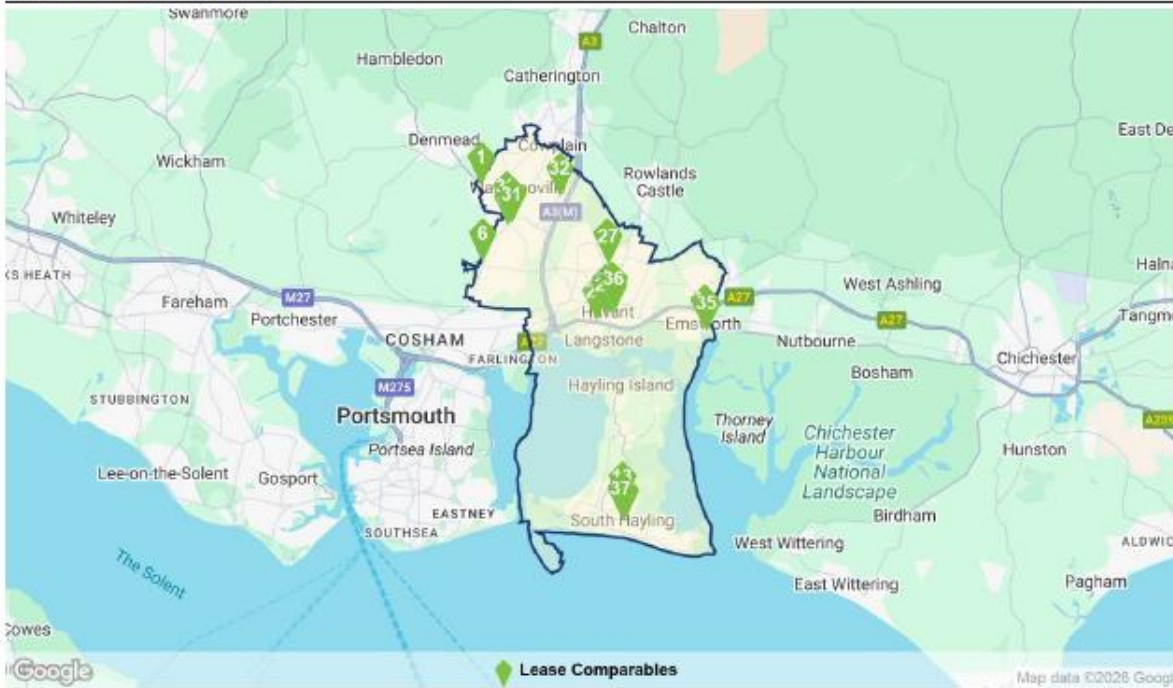 Swanmore
Chalton
A3
Hambledon
Catherington
East De
Denmead
Cowplain
1
32
Wickham
Rowlands
Castle
31
A3(M)
Whiteley
6
27
KS HEATH
36
Halna
M27
35
A27
West Ashling
Fareham
Portchester
Havant
Emsworth
A27
Tangm
COSHAM
Langstone
Nutbourne
FARLINGTON
Chichester
M275
Hayling Island
Bosham
STUBBINGTON
Portsmouth
Thorney
Island
Portsea Island
Chichester
Harbour
National
Landscape
Hunston
Lee-on-the-Solent
Gosport
37
EASTNEY
South Hayling
Birdham
SOUTHSEA
West Wittering
ALDWIC
The Solent
East Wittering
Pagham
Cowes
Google
Lease Comparables
Map data ©2026 Googl